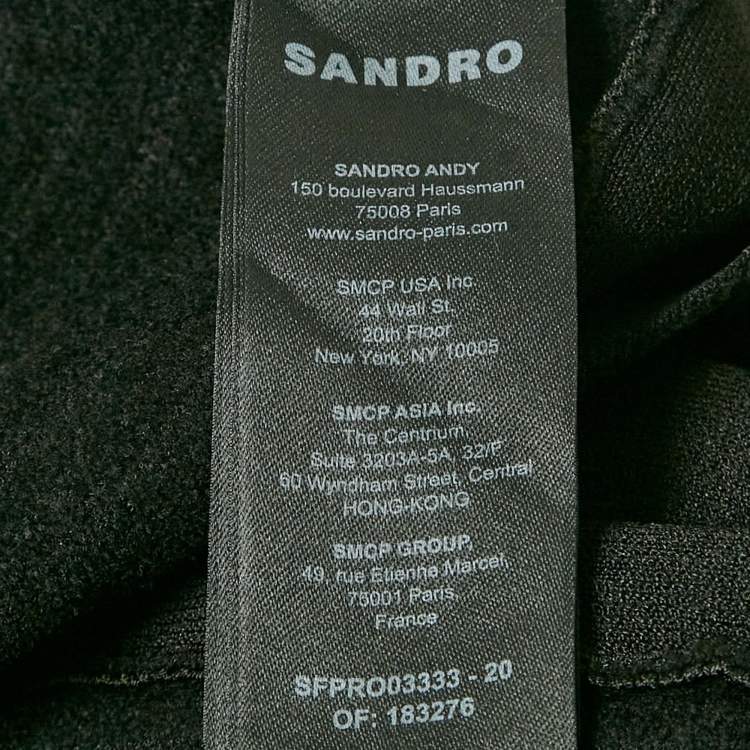 SANDRO
SANDRO ANDY
150 boulevard Haussmann
75008 Paris
www.sandro-paris.com
SMCP USA Inc
44 Wall St.
20th Floor
New York, NY 10005
SMCP ASIA Inc.
The Centrium,
Suite 3203A-5A, 32/F
60 Wyndham Street, Central
HONG-KONG
SMCP GROUP,
49, rue Etienne Marcel,
75001 Paris,
France
SFPRO03333 - 20
OF: 183276